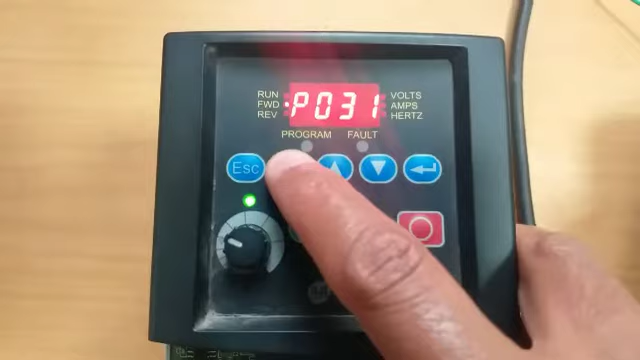 RUN
FWD
REV
P031
VOLTS
AMPS
HERTZ
PROGRAM FAULT
Esc